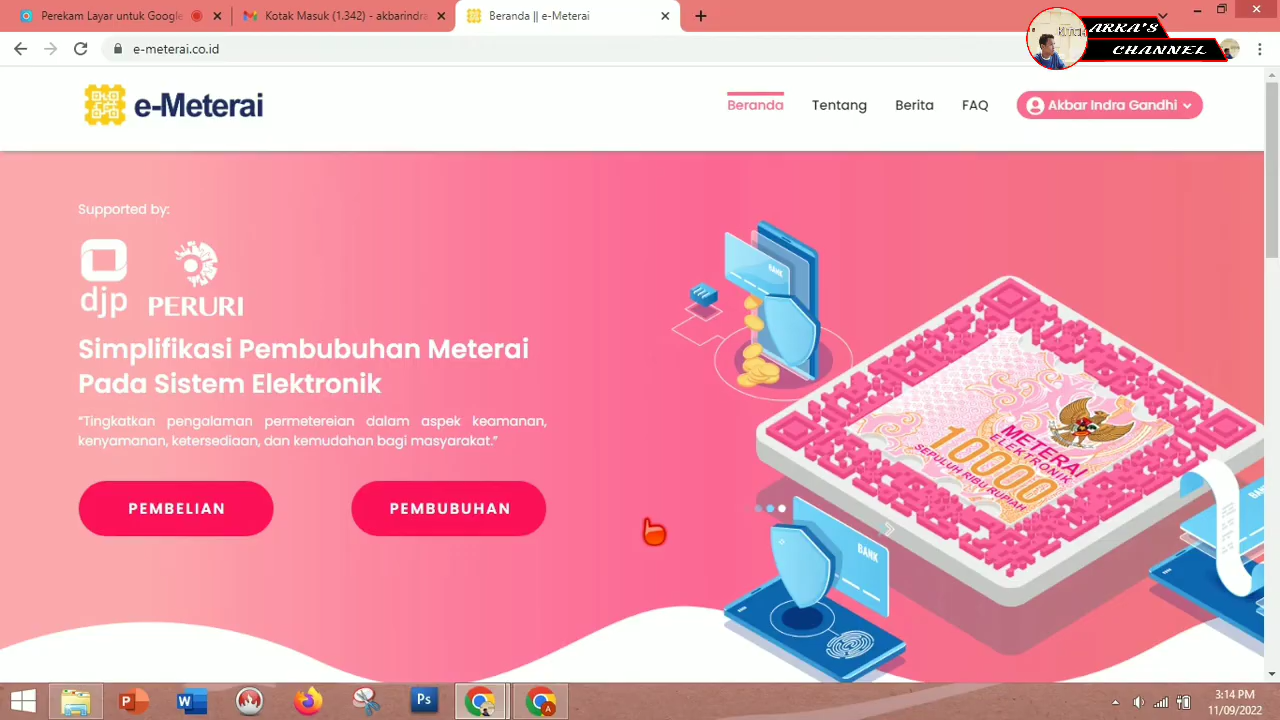 Perekam Layar untuk Google
Kotak Masuk (1.342) - akbarindra
Beranda || e-Meterai
e-meterai.co.id
ARKA'S
CHANNEL
e-Meterai
Beranda
Tentang
Berita
FAQ
Akbar Indra Gandhi
Supported by:
djp
PERURI
Simplifikasi Pembubuhan Meterai
Pada Sistem Elektronik
"Tingkatkan pengalaman permetereian dalam aspek keamanan,
kenyamanan, ketersediaan, dan kemudahan bagi masyarakat."
PEMBELIAN
PEMBUBUHAN
BANK
METERAI
ELEKTRONIK
10000
SEPULUH RIBU RUPIAH
BANK
3:14 PM
11/09/2022